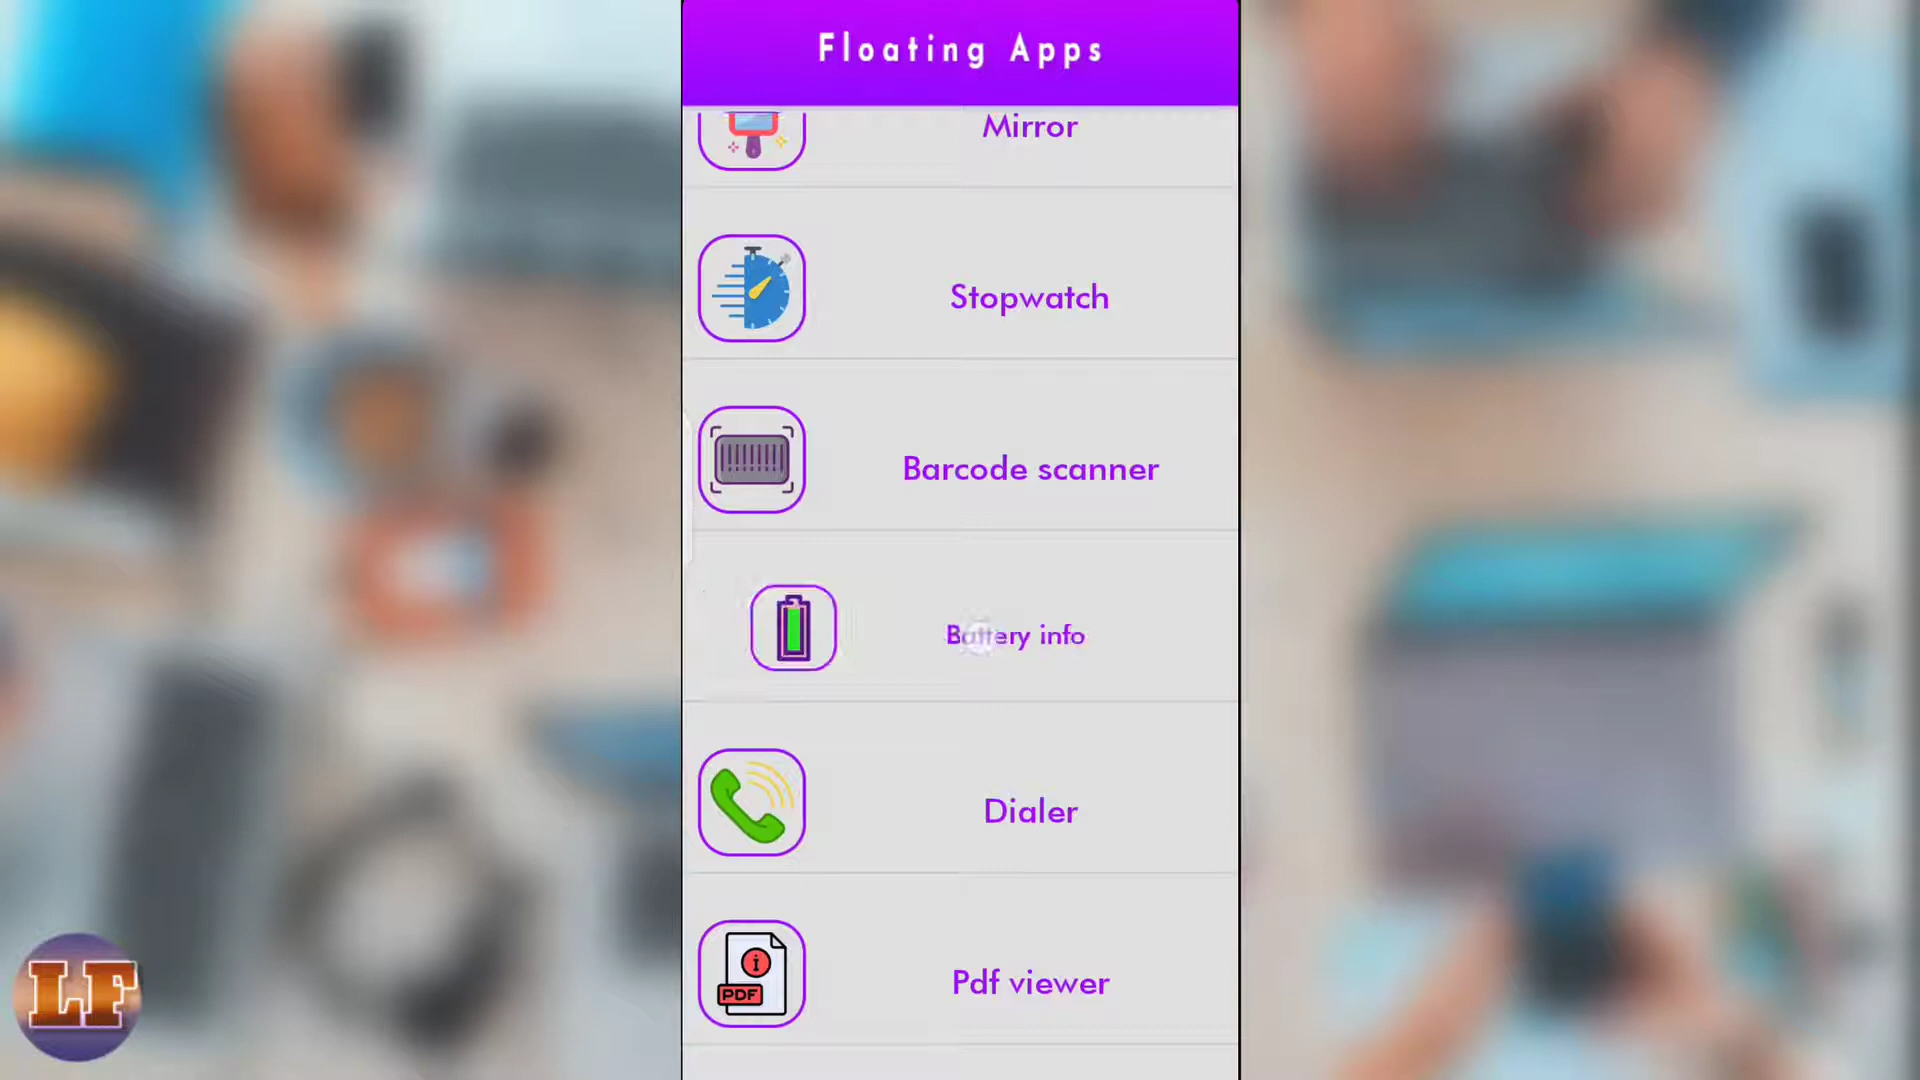 Floating Apps
Mirror
Stopwatch
Barcode scanner
Battery info
Dialer
PDF
Pdf viewer
LF